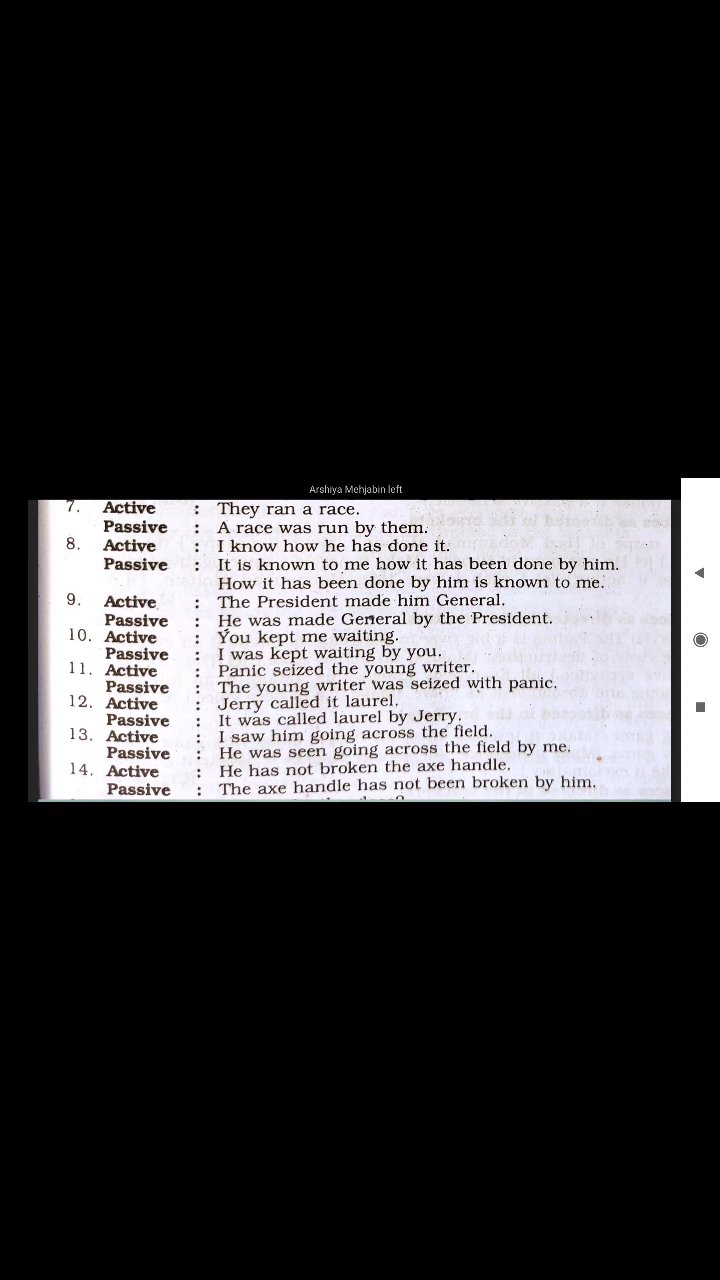 Arshiya Mehjabin left
7. Active : They ran a race.
Passive : A race was run by them.
8. Active : I know how he has done it.
Passive : It is known to me how it has been done by him.
How it has been done by him is known to me.
9. Active : The President made him General.
Passive : He was made General by the President.
10. Active : You kept me waiting.
Passive : I was kept waiting by you.
11. Active : Panic seized the young writer.
Passive : The young writer was seized with panic.
12. Active : Jerry called it laurel.
Passive : It was called laurel by Jerry.
13. Active : I saw him going across the field.
Passive : He was seen going across the field by me.
14. Active : He has not broken the axe handle.
Passive : The axe handle has not been broken by him.